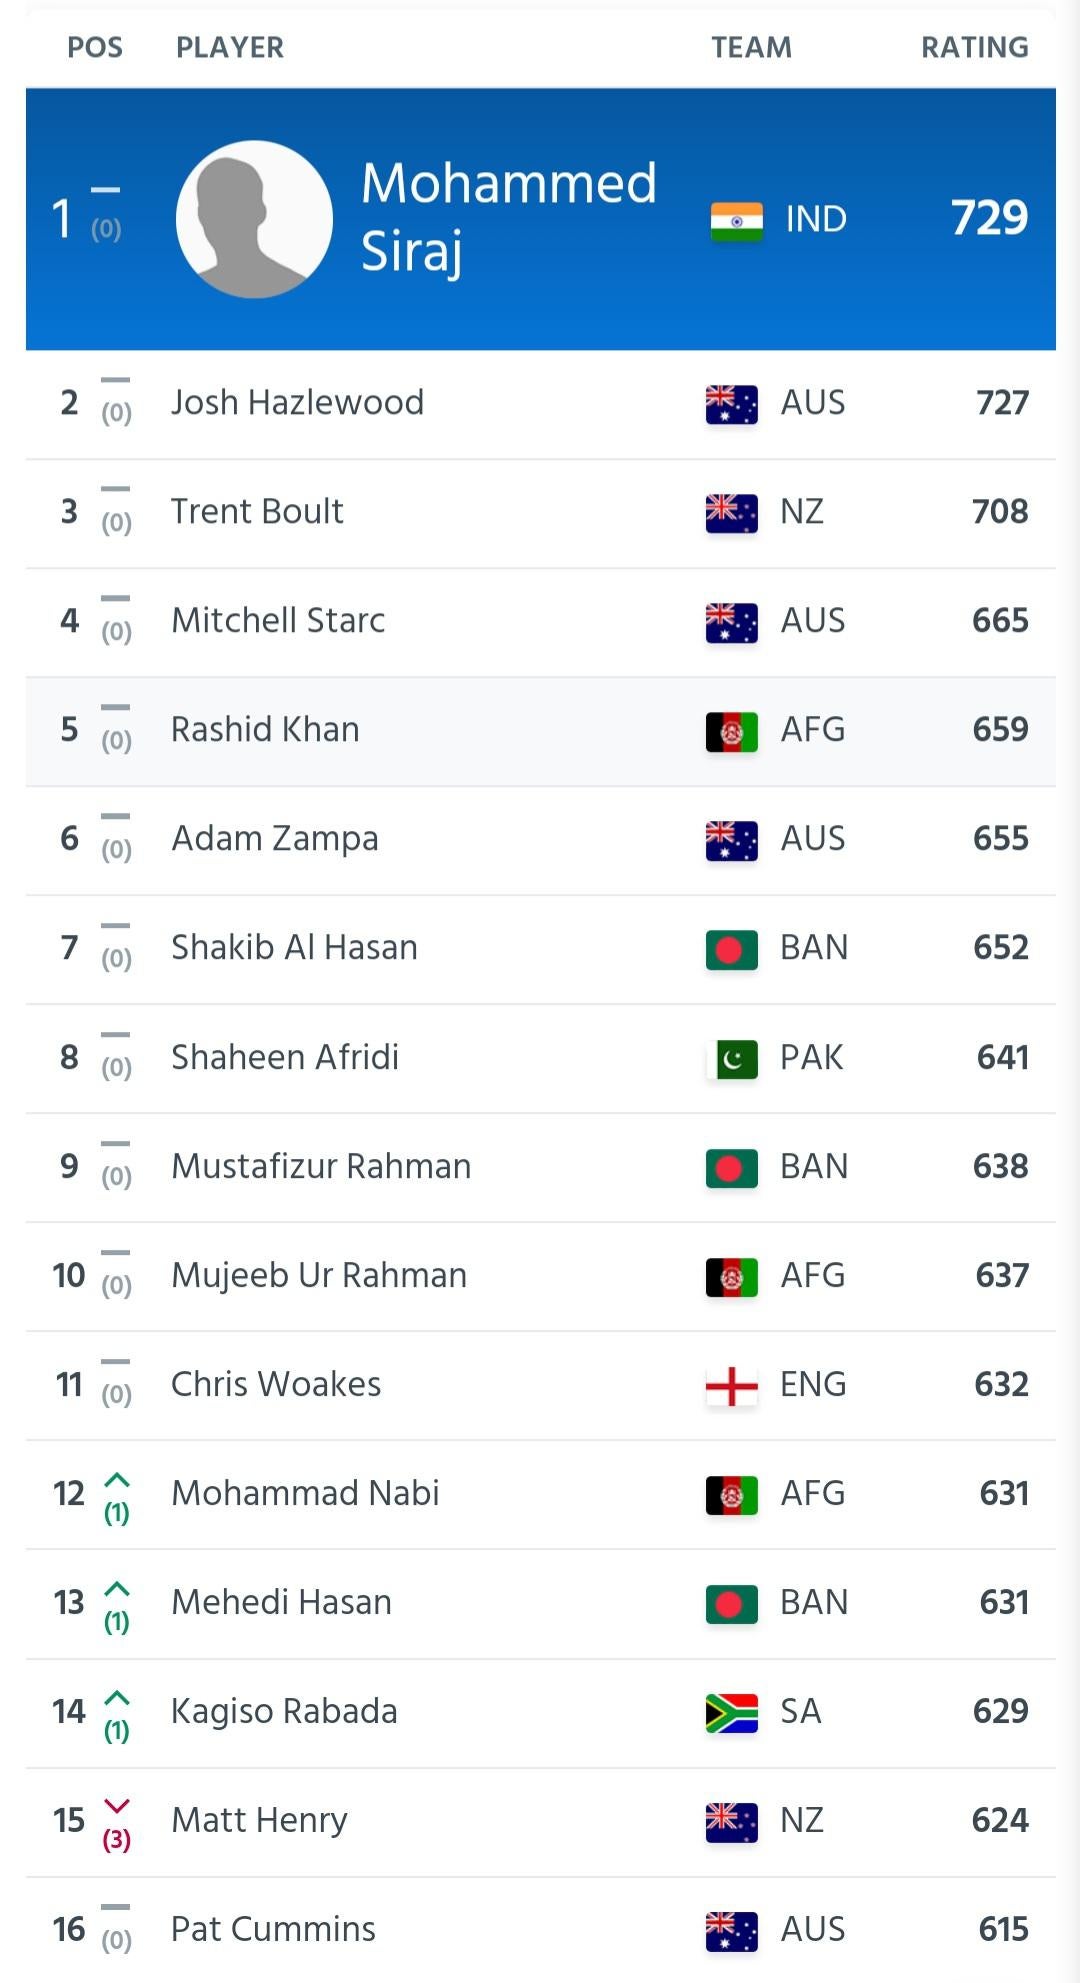 POS PLAYER TEAM RATING
1 (0) Mohammed Siraj IND 729
2 (0) Josh Hazlewood AUS 727
3 (0) Trent Boult NZ 708
4 (0) Mitchell Starc AUS 665
5 (0) Rashid Khan AFG 659
6 (0) Adam Zampa AUS 655
7 (0) Shakib Al Hasan BAN 652
8 (0) Shaheen Afridi PAK 641
9 (0) Mustafizur Rahman BAN 638
10 (0) Mujeeb Ur Rahman AFG 637
11 (0) Chris Woakes ENG 632
12 (1) Mohammad Nabi AFG 631
13 (1) Mehedi Hasan BAN 631
14 (1) Kagiso Rabada SA 629
15 (3) Matt Henry NZ 624
16 (0) Pat Cummins AUS 615